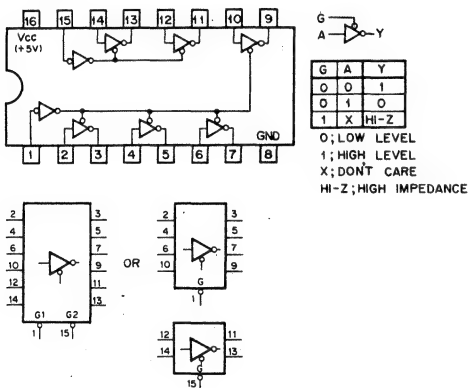 16 15 14 13 12 11 10 9
Vcc
(+5V)
GND
1 2 3 4 5 6 7 8
G
A Y
G A Y
0 0 1
0 1 0
1 X HI-Z
0;LOW LEVEL
1;HIGH LEVEL
X;DON'T CARE
HI-Z;HIGH IMPEDANCE
2 3
4 5
6 7
10 9
12 11
14 13
G1 G2
1 15
OR
2 3
4 5
6 7
10 9
G
1
12 11
14 13
G
15